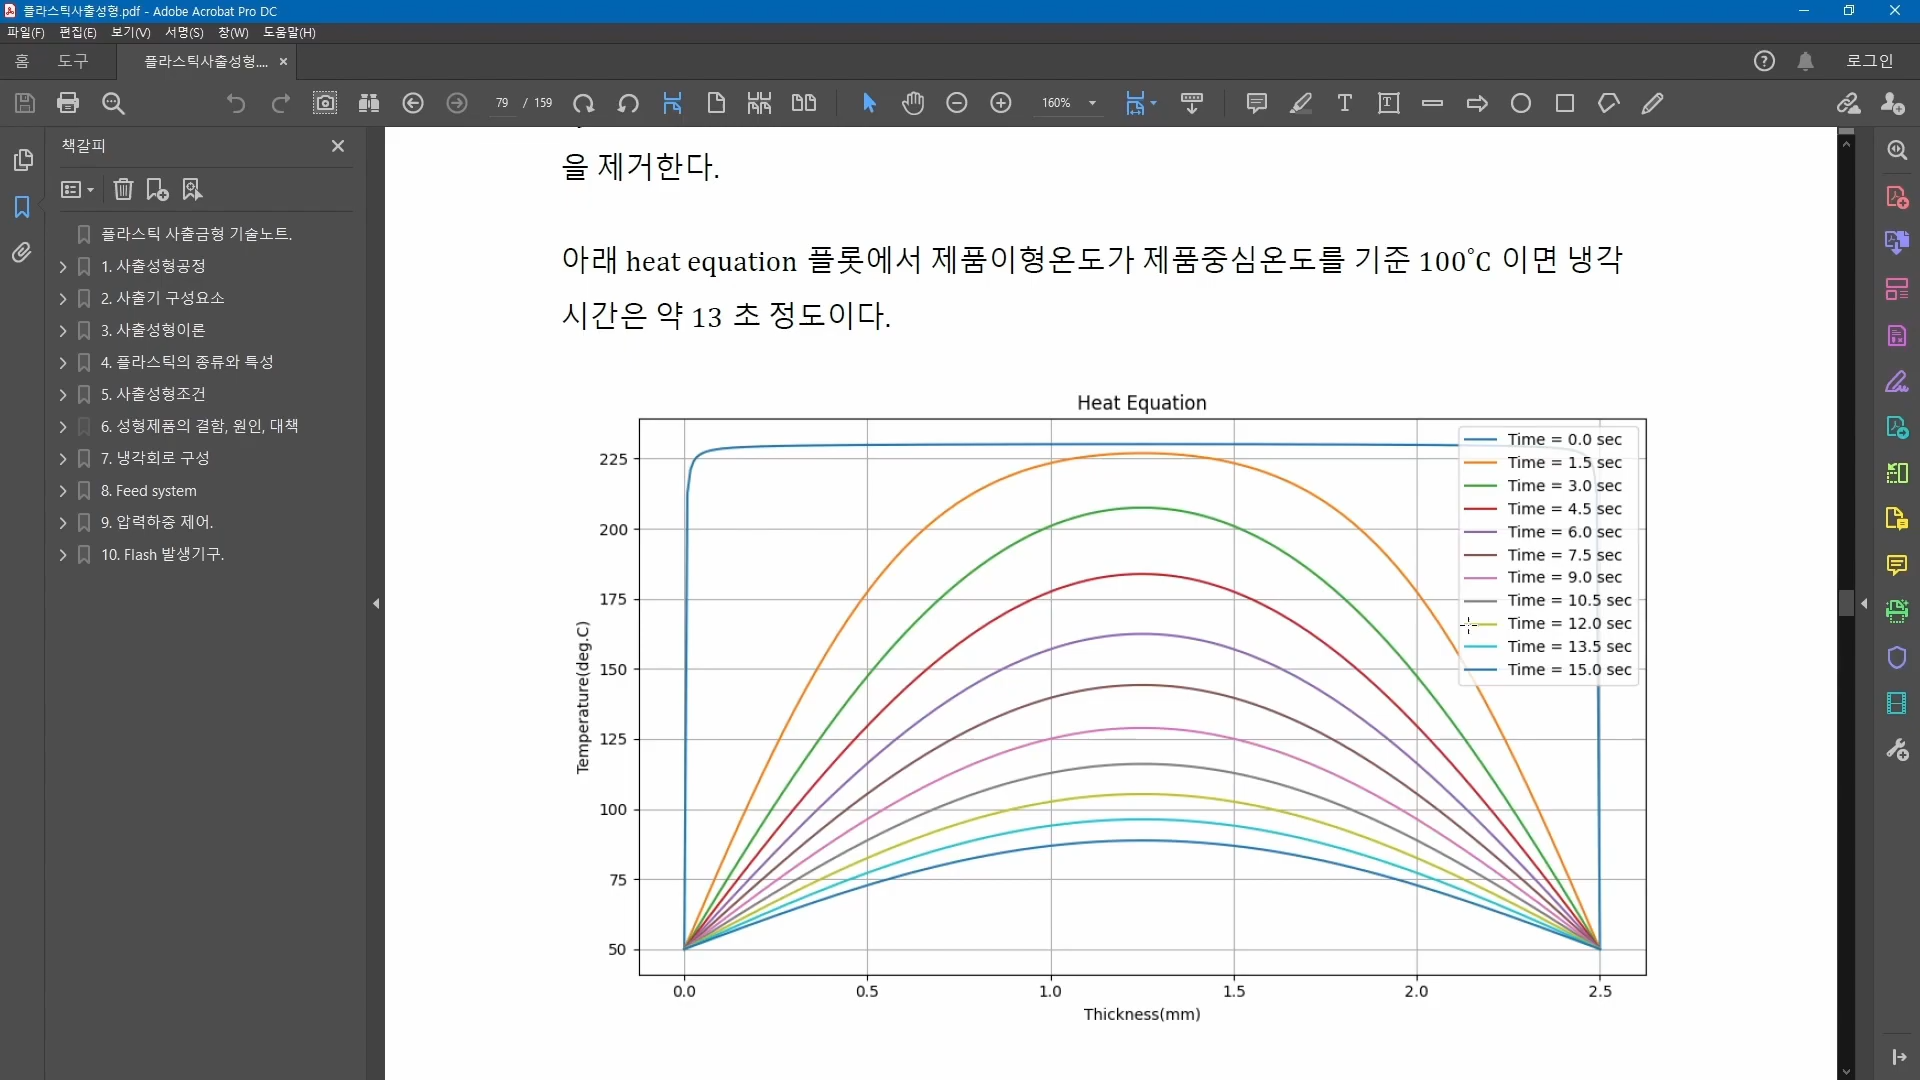 플라스틱사출성형.pdf - Adobe Acrobat Pro DC
파일(F) 편집(E) 보기(V) 서명(S) 창(W) 도움말(H)
홈 도구 플라스틱사출성형.... × 로그인
79 / 159 160%
책갈피
플라스틱 사출금형 기술노트.
1. 사출성형공정
2. 사출기 구성요소
3. 사출성형이론
4. 플라스틱의 종류와 특성
5. 사출성형조건
6. 성형제품의 결함, 원인, 대책
7. 냉각회로 구성
8. Feed system
9. 압력하중 제어.
10. Flash 발생기구.
을 제거한다.
아래 heat equation 플롯에서 제품이형온도가 제품중심온도를 기준 100°C 이면 냉각
시간은 약 13 초 정도이다.
Heat Equation
Time = 0.0 sec
Time = 1.5 sec
Time = 3.0 sec
Time = 4.5 sec
Time = 6.0 sec
Time = 7.5 sec
Time = 9.0 sec
Time = 10.5 sec
Time = 12.0 sec
Time = 13.5 sec
Time = 15.0 sec
225
200
175
150
125
100
75
50
Temperature(deg.C)
0.0 0.5 1.0 1.5 2.0 2.5
Thickness(mm)